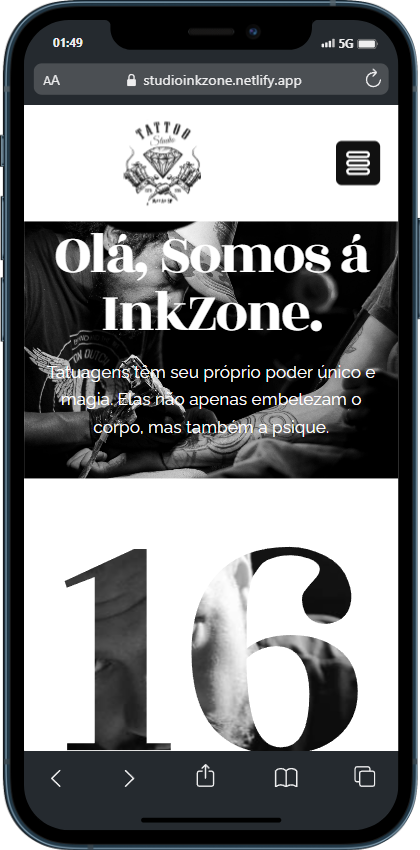 01:49
5G
AA
studioinkzone.netlify.app
TATTOO
Studio
Olá, Somos á
InkZone.
Tatuagens têm seu próprio poder único e
magia. Elas não apenas embelezam o
corpo, mas também a psique.
16